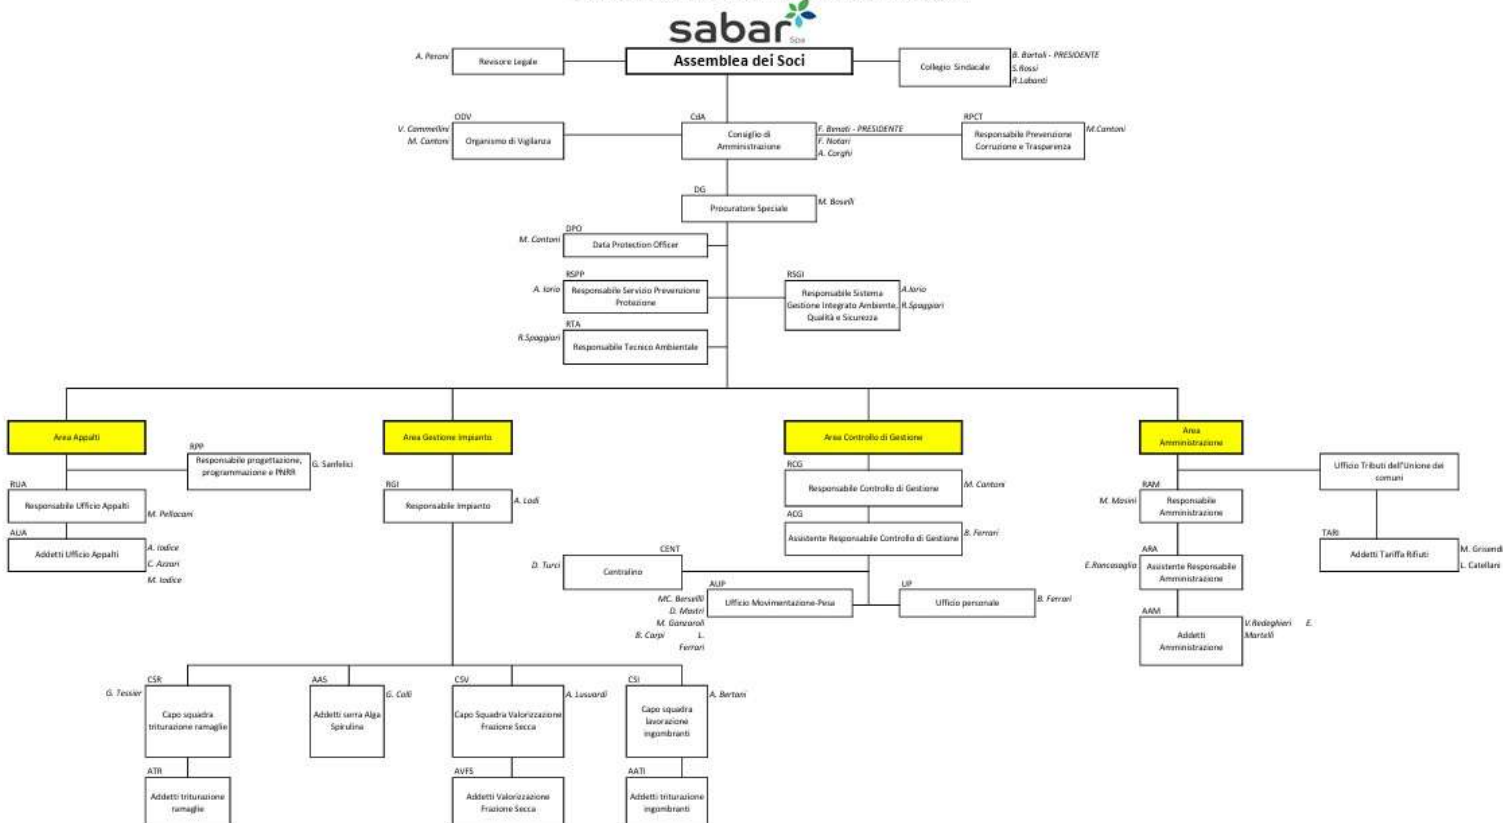 sabar
Spa
A. Peroni
Revisore Legale
Assemblea dei Soci
Collegio Sindacale
B. Bartoli - PRESIDENTE
S.Rossi
R.Labanti
ODV
V. Cammellini
M. Cantoni
Organismo di Vigilanza
CdA
Consiglio di
Amministrazione
F. Benati - PRESIDENTE
F. Notari
A. Corghi
RPCT
Responsabile Prevenzione
Corruzione e Trasparenza
M.Cantoni
DG
Procuratore Speciale
M. Boselli
DPO
M. Cantoni
Data Protection Officer
RSPP
A. Iorio
Responsabile Servizio Prevenzione
Protezione
RSGI
Responsabile Sistema
Gestione Integrato Ambiente,
Qualità e Sicurezza
A.Iorio
R.Spaggiari
RTA
R.Spaggiari
Responsabile Tecnico Ambientale
Area Appalti
RPP
Responsabile progettazione,
programmazione e PNRR
G. Sanfelici
RUA
Responsabile Ufficio Appalti
M. Pellacani
AUA
Addetti Ufficio Appalti
A. Iodice
C. Azzari
M. Iodice
Area Gestione Impianto
RGI
Responsabile Impianto
A. Lodi
Area Controllo di Gestione
RCG
Responsabile Controllo di Gestione
M. Cantoni
ACG
Assistente Responsabile Controllo di Gestione
B. Ferrari
CENT
D. Turci
Centralino
AUP
MC. Berselli
D. Mastri
M. Ganzaroli
B. Carpi L.
Ferrari
Ufficio Movimentazione-Pesa
UP
Ufficio personale
B. Ferrari
Area
Amministrazione
Ufficio Tributi dell'Unione dei
comuni
RAM
M. Masini
Responsabile
Amministrazione
TARI
Addetti Tariffa Rifiuti
M. Grisendi
L. Catellani
ARA
E.Roncasaglia
Assistente Responsabile
Amministrazione
AAM
Addetti
Amministrazione
V.Redeghieri E.
Martelli
CSR
G. Tessier
Capo squadra
triturazione ramaglie
AAS
Addetti serra Alga
Spirulina
G. Calli
CSV
Capo Squadra Valorizzazione
Frazione Secca
A. Lusuardi
CSI
Capo squadra
lavorazione
ingombranti
A. Bertani
ATR
Addetti triturazione
ramaglie
AVFS
Addetti Valorizzazione
Frazione Secca
AATI
Addetti triturazione
ingombranti